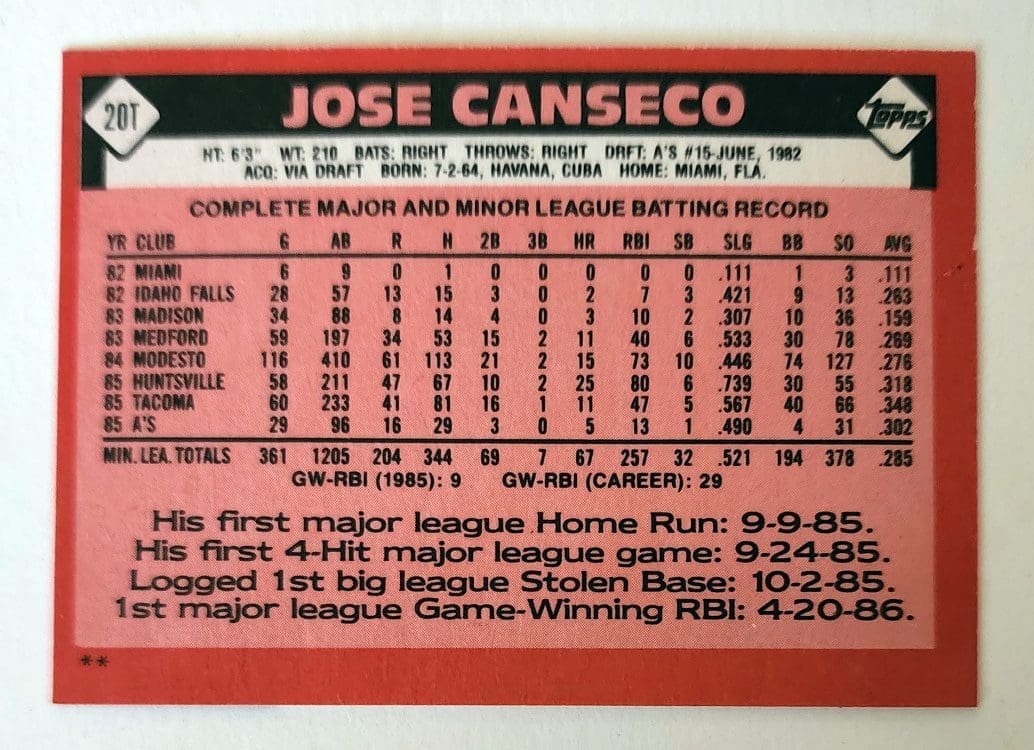 20T
JOSE CANSECO
TOPPS
HT: 6'3" WT: 210 BATS: RIGHT THROWS: RIGHT DRFT: A'S #15-JUNE, 1982
ACQ: VIA DRAFT BORN: 7-2-64, HAVANA, CUBA HOME: MIAMI, FLA.
COMPLETE MAJOR AND MINOR LEAGUE BATTING RECORD
YR CLUB G AB R H 2B 3B HR RBI SB SLG BB SO AVG
82 MIAMI 6 9 0 1 0 0 0 0 0 .111 1 3 .111
82 IDAHO FALLS 28 57 13 15 3 0 2 7 3 .421 9 13 .263
83 MADISON 34 88 8 14 4 0 3 10 2 .307 10 36 .159
83 MEDFORD 59 197 34 53 15 2 11 40 6 .533 30 78 .269
84 MODESTO 116 410 61 113 21 2 15 73 10 .446 74 127 .276
85 HUNTSVILLE 58 211 47 67 10 2 25 80 6 .739 30 55 .318
85 TACOMA 60 233 41 81 16 1 11 47 5 .567 40 66 .348
85 A'S 29 96 16 29 3 0 5 13 1 .490 4 31 .302
MIN. LEA. TOTALS 361 1205 204 344 69 7 67 257 32 .521 194 378 .285
GW-RBI (1985): 9 GW-RBI (CAREER): 29
His first major league Home Run: 9-9-85.
His first 4-Hit major league game: 9-24-85.
Logged 1st big league Stolen Base: 10-2-85.
1st major league Game-Winning RBI: 4-20-86.
**